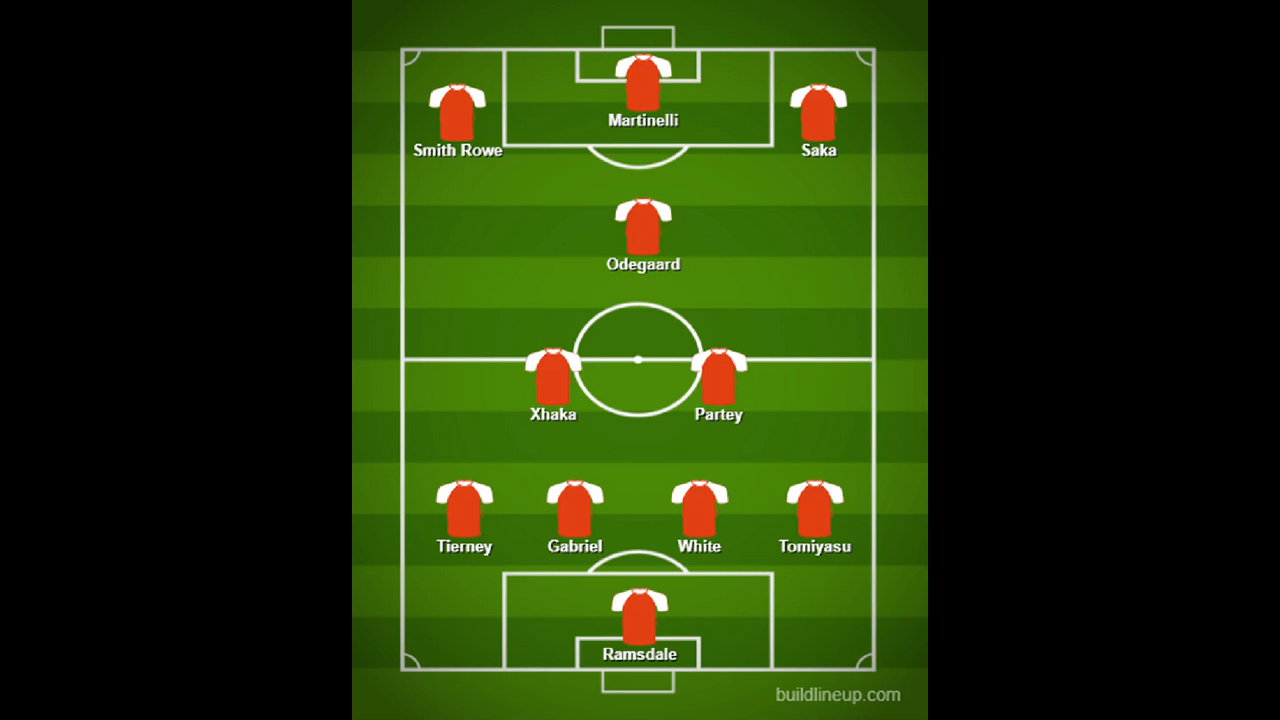 Martinelli
Smith Rowe
Saka
Odegaard
Xhaka
Partey
Tierney
Gabriel
White
Tomiyasu
Ramsdale
buildlineup.com